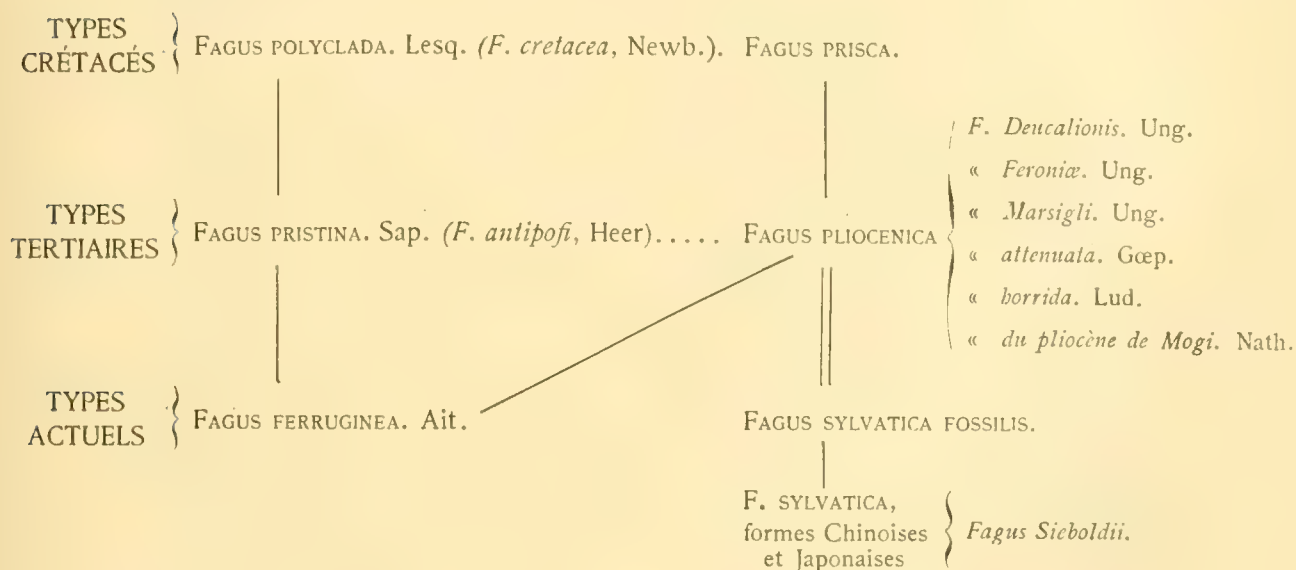 TYPES
CRÉTACÉS
FAGUS POLYCLADA. Lesq. (F. cretacea, Newb.). FAGUS PRISCA.
F. Deucalionis. Ung.
« Feroniæ. Ung.
« Marsigli. Ung.
TYPES
TERTIAIRES
FAGUS PRISTINA. Sap. (F. antipofi, Heer)..... FAGUS PLIOCENICA
« attenuata. Gœp.
« horrida. Lud.
« du pliocène de Mogi. Nath.
TYPES
ACTUELS
FAGUS FERRUGINEA. Ait.
FAGUS SYLVATICA FOSSILIS.
F. SYLVATICA,
formes Chinoises
et Japonaises
Fagus Sieboldii.